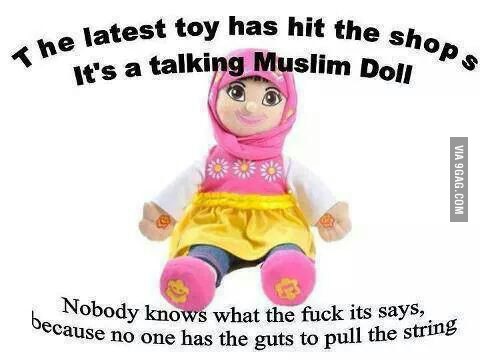 The latest toy has hit the shops
It's a talking Muslim Doll
VIA 9GAG.COM
Nobody knows what the fuck its says,
because no one has the guts to pull the string